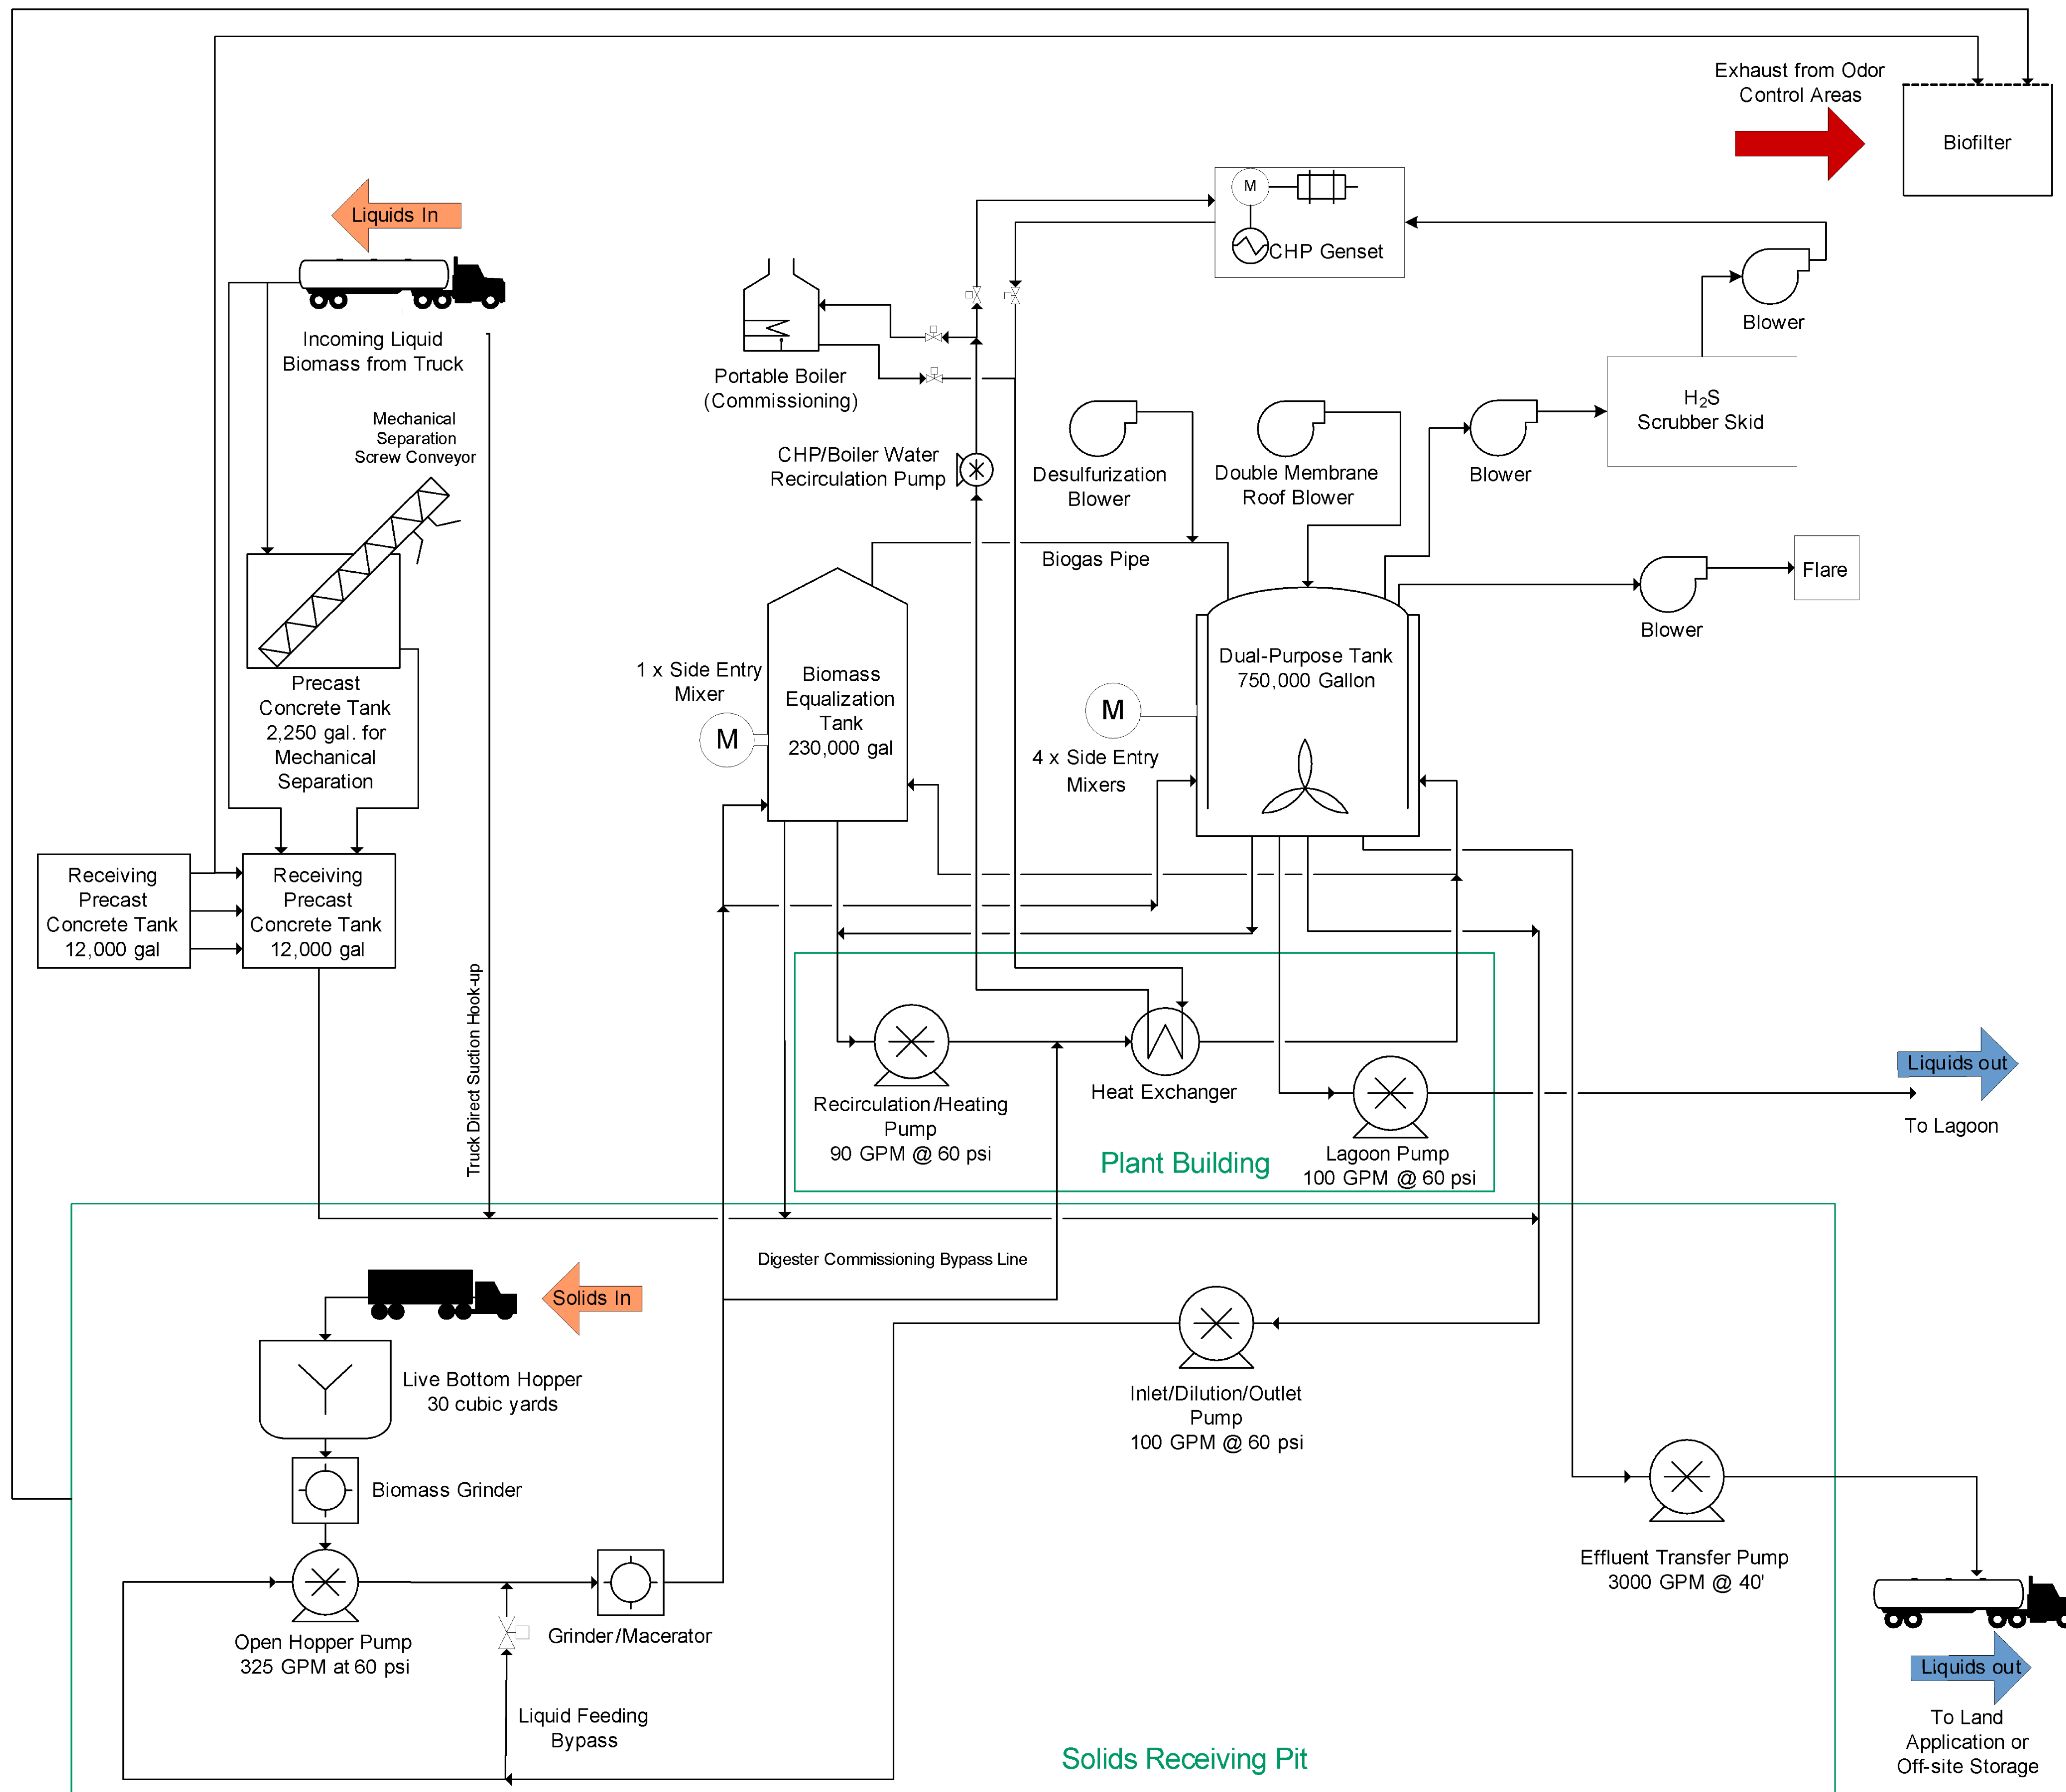 Exhaust from Odor
Control Areas
Biofilter
M
CHP Genset
Liquids In
Incoming Liquid
Biomass from Truck
Blower
Portable Boiler
(Commissioning)
H2S
Scrubber Skid
Mechanical
Separation
Screw Conveyor
CHP/Boiler Water
Recirculation Pump
Desulfurization
Blower
Double Membrane
Roof Blower
Blower
Biogas Pipe
Flare
Blower
Precast
Concrete Tank
2,250 gal. for
Mechanical
Separation
1 x Side Entry
Mixer
M
Biomass
Equalization
Tank
230,000 gal
M
4 x Side Entry
Mixers
Dual-Purpose Tank
750,000 Gallon
Receiving
Precast
Concrete Tank
12,000 gal
Receiving
Precast
Concrete Tank
12,000 gal
Truck Direct Suction Hook-up
Recirculation/Heating
Pump
90 GPM @ 60 psi
Heat Exchanger
Plant Building
Lagoon Pump
100 GPM @ 60 psi
Liquids out
To Lagoon
Digester Commissioning Bypass Line
Solids In
Live Bottom Hopper
30 cubic yards
Inlet/Dilution/Outlet
Pump
100 GPM @ 60 psi
Biomass Grinder
Effluent Transfer Pump
3000 GPM @ 40'
Open Hopper Pump
325 GPM at 60 psi
Grinder/Macerator
Liquid Feeding
Bypass
Solids Receiving Pit
Liquids out
To Land
Application or
Off-site Storage